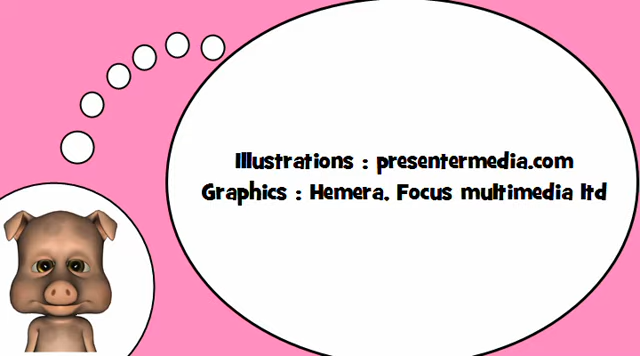 Illustrations : presentermedia.com
Graphics : Hemera. Focus multimedia ltd